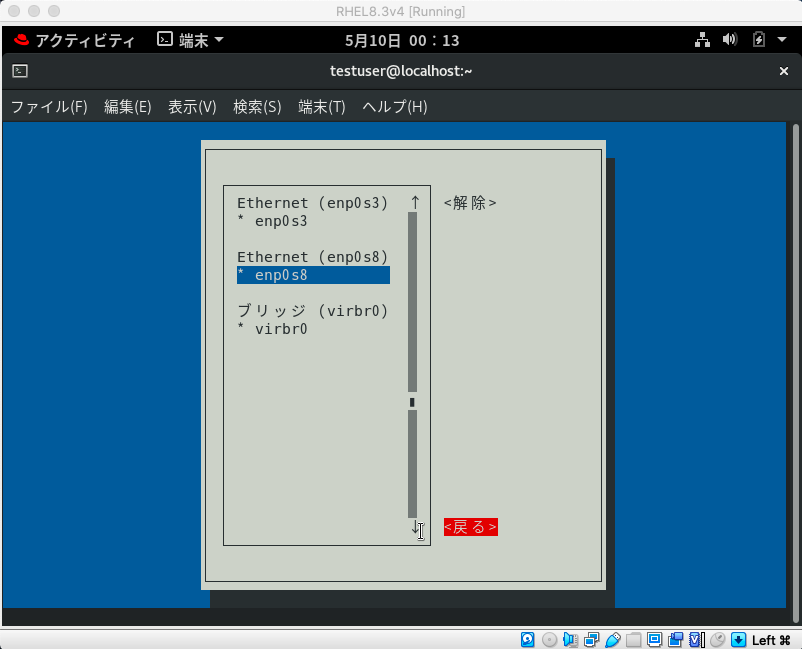 RHEL8.3v4 [Running]
アクティビティ 端末 5月10日 00：13
testuser@localhost:~
ファイル(F) 編集(E) 表示(V) 検索(S) 端末(T) ヘルプ(H)
Ethernet (enp0s3) ↑ <解除>
* enp0s3
Ethernet (enp0s8)
* enp0s8
ブリッジ (virbr0)
* virbr0
↓ <戻る>
Left ⌘